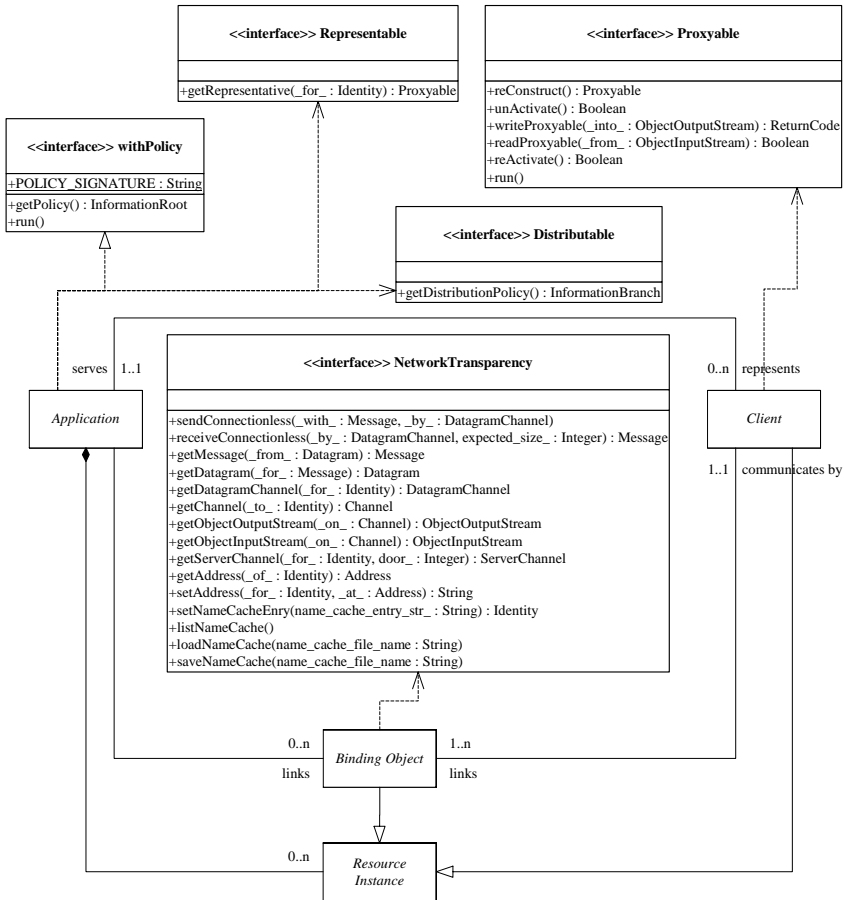 <<interface>> Representable
+getRepresentative(_for_ : Identity) : Proxyable
<<interface>> Proxyable
+reConstruct() : Proxyable
+unActivate() : Boolean
+writeProxyable(_into_ : ObjectOutputStream) : ReturnCode
+readProxyable(_from_ : ObjectInputStream) : Boolean
+reActivate() : Boolean
+run()
<<interface>> withPolicy
+POLICY_SIGNATURE : String
+getPolicy() : InformationRoot
+run()
<<interface>> Distributable
+getDistributionPolicy() : InformationBranch
serves 1..1
0..n represents
Application
Client
<<interface>> NetworkTransparency
+sendConnectionless(_with_ : Message, _by_ : DatagramChannel)
+receiveConnectionless(_by_ : DatagramChannel, expected_size_ : Integer) : Message
+getMessage(_from_ : Datagram) : Message
+getDatagram(_for_ : Message) : Datagram
+getDatagramChannel(_for_ : Identity) : DatagramChannel
+getChannel(_to_ : Identity) : Channel
+getObjectOutputStream(_on_ : Channel) : ObjectOutputStream
+getObjectInputStream(_on_ : Channel) : ObjectInputStream
+getServerChannel(_for_ : Identity, door_ : Integer) : ServerChannel
+getAddress(_of_ : Identity) : Address
+setAddress(_for_ : Identity, _at_ : Address) : String
+setNameCacheEnry(name_cache_entry_str_ : String) : Identity
+listNameCache()
+loadNameCache(name_cache_file_name : String)
+saveNameCache(name_cache_file_name : String)
1..1 communicates by
0..n
links
Binding Object
1..n
links
0..n
Resource
Instance